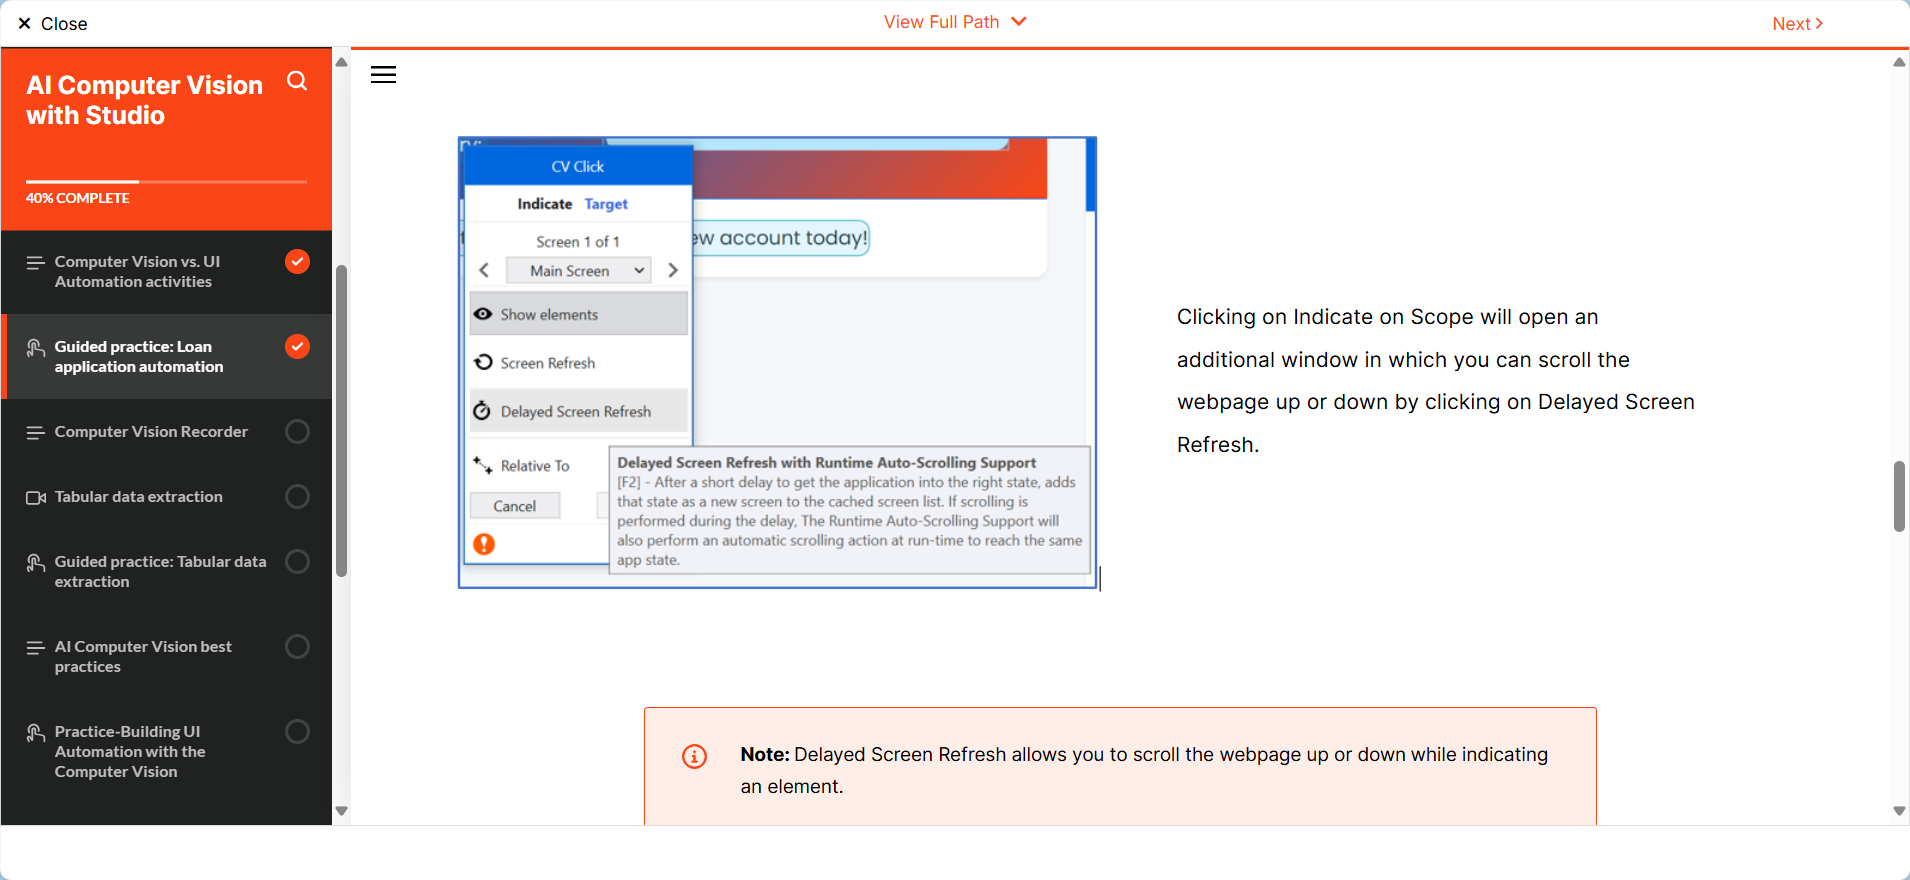 Close
View Full Path
Next
AI Computer Vision
with Studio
40% COMPLETE
Computer Vision vs. UI
Automation activities
Guided practice: Loan
application automation
Computer Vision Recorder
Tabular data extraction
Guided practice: Tabular data
extraction
AI Computer Vision best
practices
Practice-Building UI
Automation with the
Computer Vision
CV Click
Indicate Target
Screen 1 of 1
Main Screen
Show elements
Screen Refresh
Delayed Screen Refresh
Relative To
Cancel
account today!
Delayed Screen Refresh with Runtime Auto-Scrolling Support
[F2] - After a short delay to get the application into the right state, adds
that state as a new screen to the cached screen list. If scrolling is
performed during the delay, The Runtime Auto-Scrolling Support will
also perform an automatic scrolling action at run-time to reach the same
app state.
Clicking on Indicate on Scope will open an
additional window in which you can scroll the
webpage up or down by clicking on Delayed Screen
Refresh.
Note: Delayed Screen Refresh allows you to scroll the webpage up or down while indicating
an element.